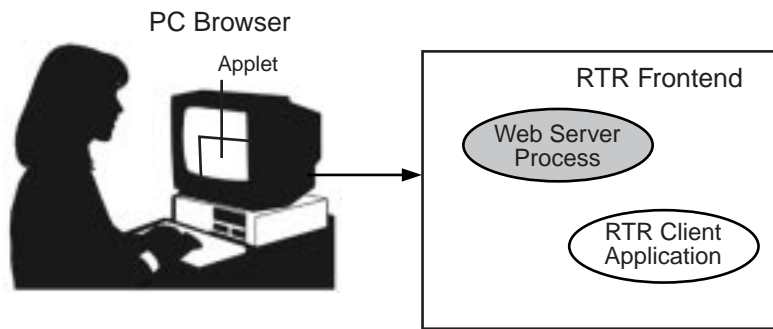 PC Browser
Applet
RTR Frontend
Web Server
Process
RTR Client
Application